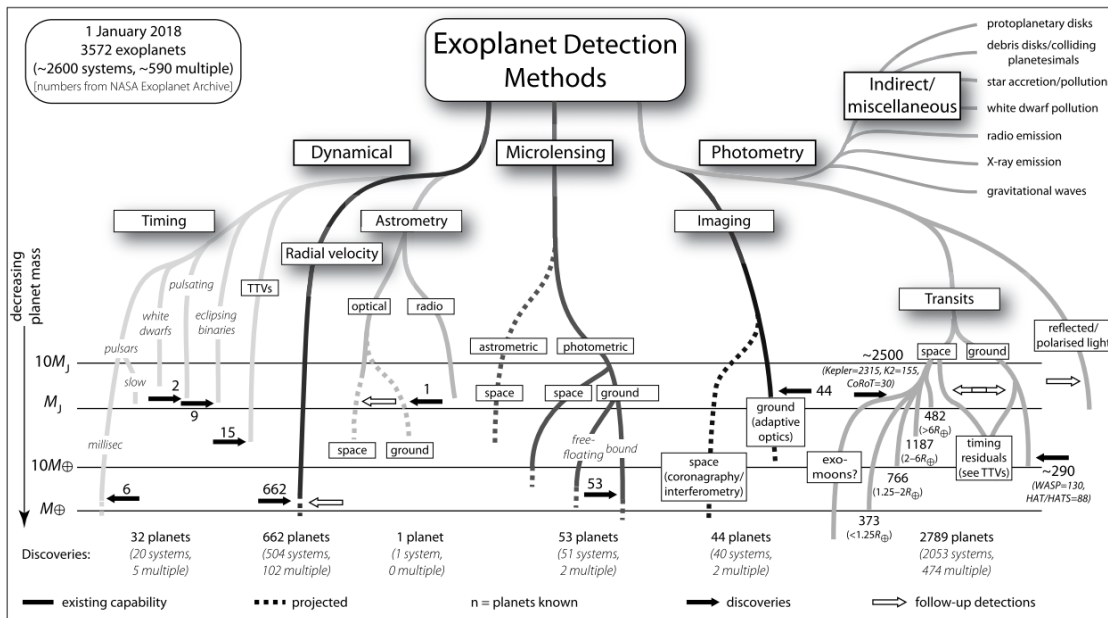 1 January 2018
3572 exoplanets
(~2600 systems, ~590 multiple)
[numbers from NASA Exoplanet Archive]
Exoplanet Detection
Methods
protoplanetary disks
debris disks/colliding
planetesimals
star accretion/pollution
white dwarf pollution
radio emission
X-ray emission
gravitational waves
Indirect/
miscellaneous
Dynamical
Microlensing
Photometry
Timing
Astrometry
Imaging
Radial velocity
TTVs
optical
radio
Transits
decreasing
planet mass
pulsating
white
dwarfs
eclipsing
binaries
pulsars
slow
millisec
astrometric
photometric
space
ground
reflected/
polarised light
10MJ
MJ
10M⊕
M⊕
2
9
15
6
662
1
space
ground
space
space
ground
free-
floating
bound
53
44
ground
(adaptive
optics)
space
(coronagraphy/
interferometry)
~2500
(Kepler=2315, K2=155,
CoRoT=30)
482
(>6R⊕)
1187
(2–6R⊕)
766
(1.25–2R⊕)
373
(<1.25R⊕)
exo-
moons?
timing
residuals
(see TTVs)
~290
(WASP=130,
HAT/HATS=88)
Discoveries:
32 planets
(20 systems,
5 multiple)
662 planets
(504 systems,
102 multiple)
1 planet
(1 system,
0 multiple)
53 planets
(51 systems,
2 multiple)
44 planets
(40 systems,
2 multiple)
2789 planets
(2053 systems,
474 multiple)
existing capability
projected
n = planets known
discoveries
follow-up detections